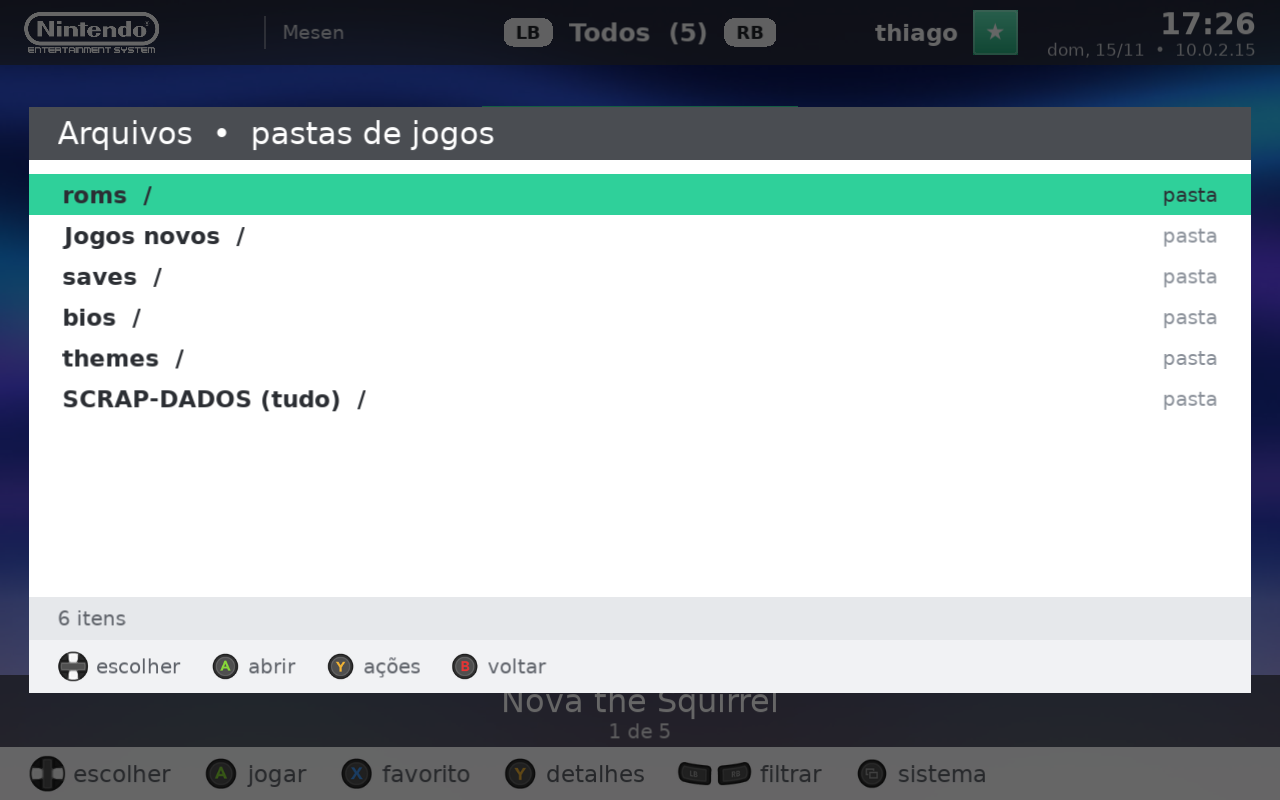 Nintendo
ENTERTAINMENT SYSTEM
Mesen
LB Todos (5) RB
thiago
17:26
dom, 15/11 • 10.0.2.15
Arquivos • pastas de jogos
roms / pasta
Jogos novos / pasta
saves / pasta
bios / pasta
themes / pasta
SCRAP-DADOS (tudo) / pasta
6 itens
escolher A abrir Y ações B voltar
Nova the Squirrel
1 de 5
escolher A jogar X favorito Y detalhes LB RB filtrar sistema